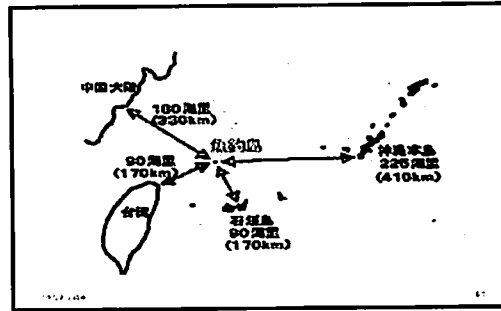 中国大陸
180海里
(330km)
魚釣島
90海里
(170km)
沖縄本島
225海里
(410km)
台湾
石垣島
90海里
(170km)